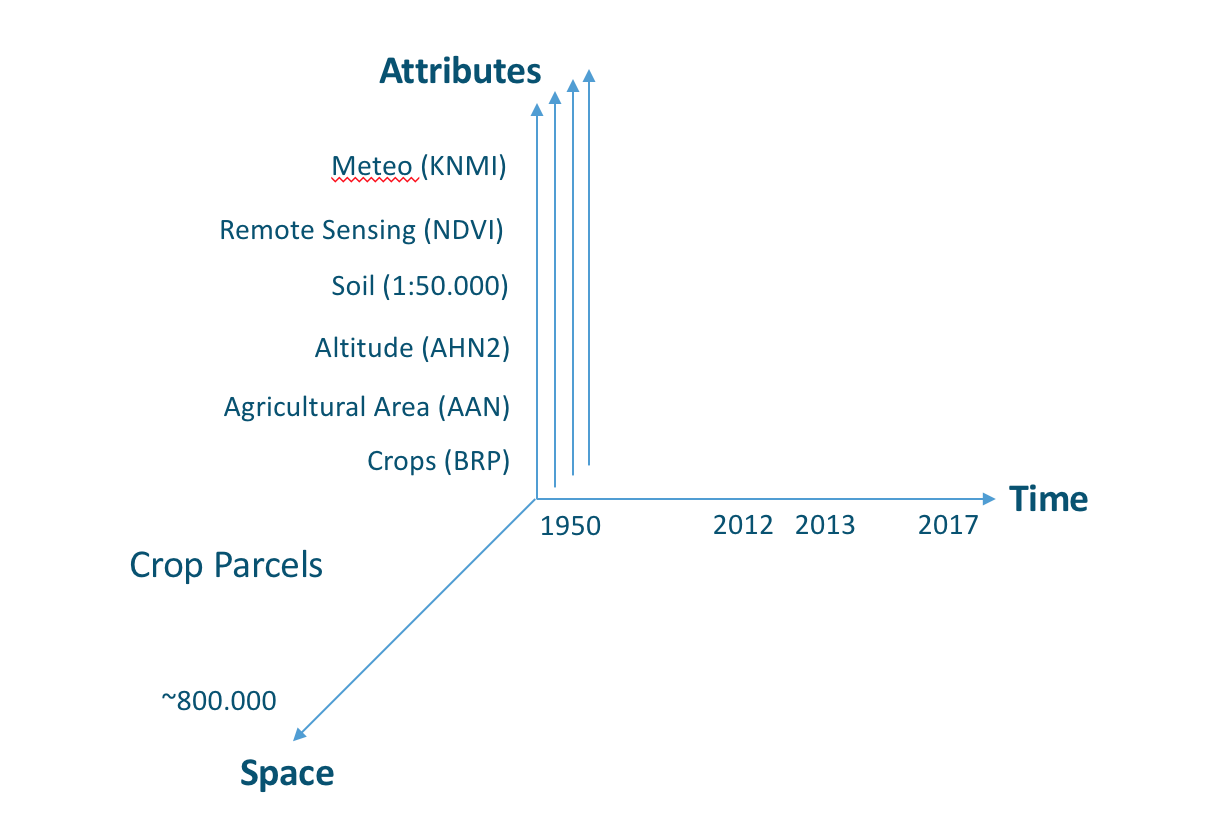 Attributes
Meteo (KNMI)
Remote Sensing (NDVI)
Soil (1:50.000)
Altitude (AHN2)
Agricultural Area (AAN)
Crops (BRP)
Time
1950 2012 2013 2017
Crop Parcels
~800.000
Space